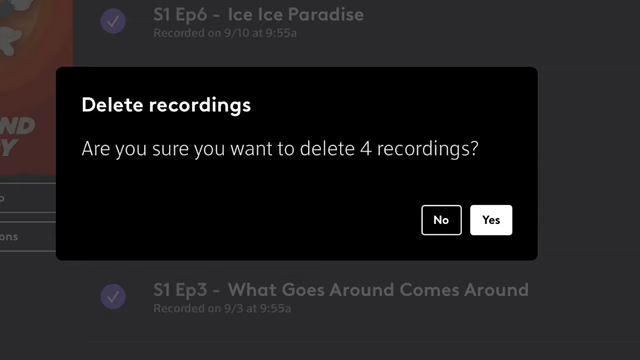 S1 Ep6 - Ice Ice Paradise
Recorded on 9/10 at 9:55a
Delete recordings
Are you sure you want to delete 4 recordings?
No
Yes
S1 Ep3 - What Goes Around Comes Around
Recorded on 9/3 at 9:55a